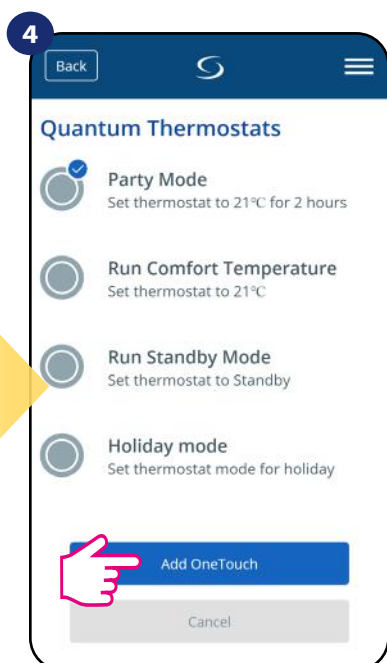 4
Back
Quantum Thermostats
Party Mode
Set thermostat to 21℃ for 2 hours
Run Comfort Temperature
Set thermostat to 21℃
Run Standby Mode
Set thermostat to Standby
Holiday mode
Set thermostat mode for holiday
Add OneTouch
Cancel